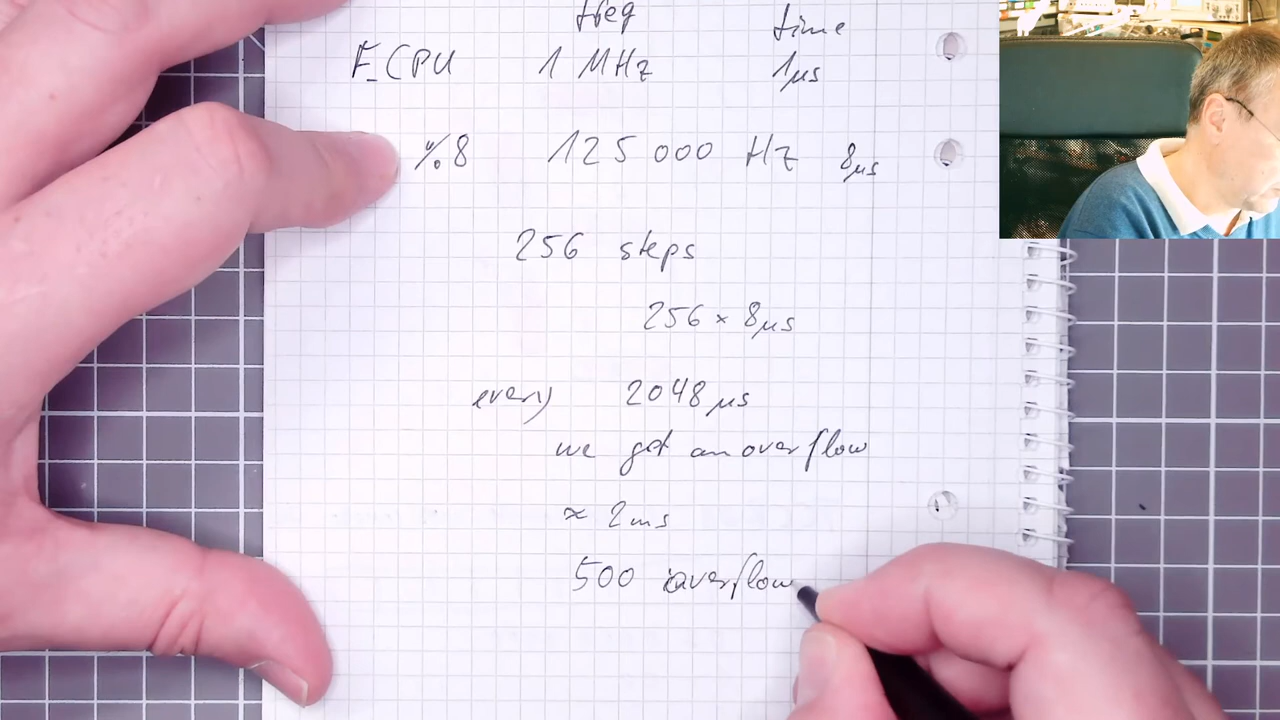 freq time
F_CPU 1 MHz 1µs
%8 125 000 Hz 8µs
256 steps
256 × 8µs
every 2048 µs
we get an overflow
≈ 2ms
500 overflow